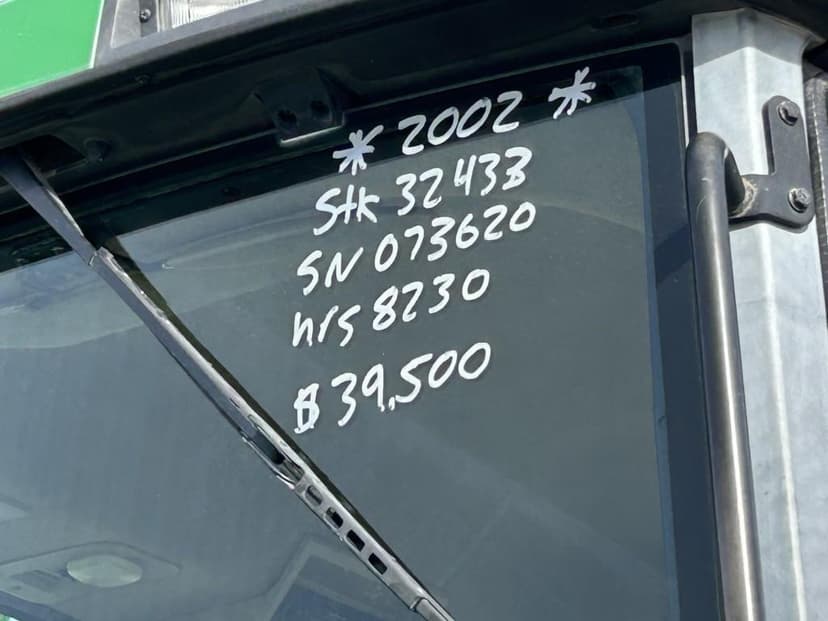 * 2002 *
Stk 32433
SN 073620
hrs 8230
$39,500